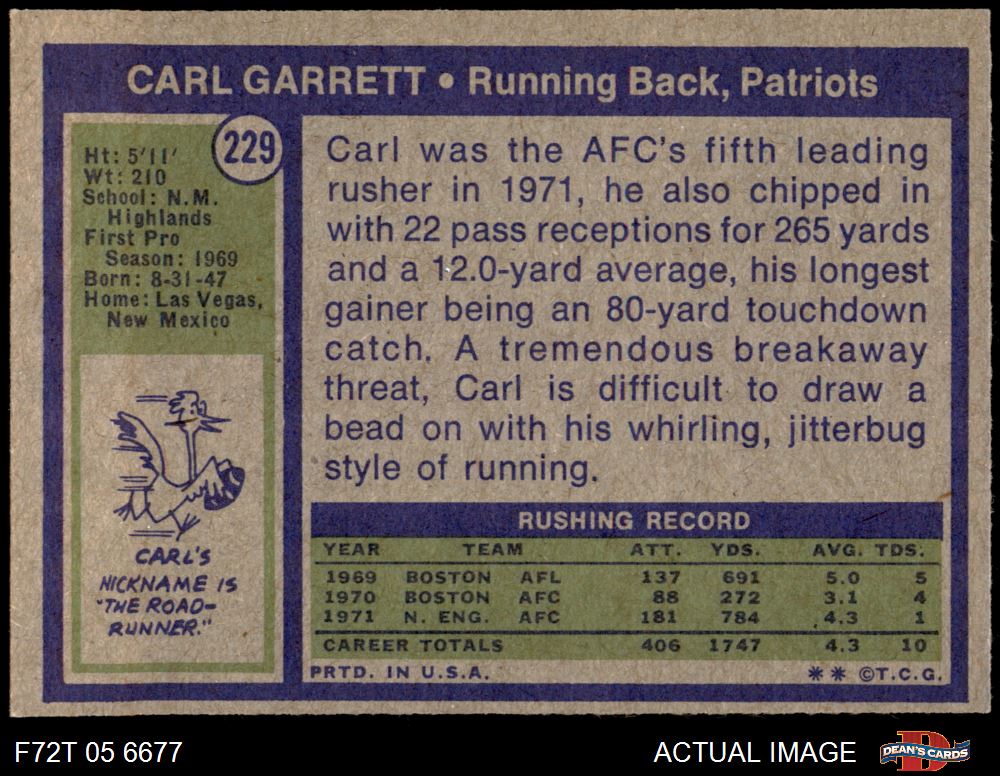 CARL GARRETT • Running Back, Patriots
229
Ht: 5'11'
Wt: 210
School: N.M.
Highlands
First Pro
Season: 1969
Born: 8-31-47
Home: Las Vegas,
New Mexico
CARL'S
NICKNAME IS
"THE ROAD-
RUNNER."
Carl was the AFC's fifth leading
rusher in 1971, he also chipped in
with 22 pass receptions for 265 yards
and a 12.0-yard average, his longest
gainer being an 80-yard touchdown
catch. A tremendous breakaway
threat, Carl is difficult to draw a
bead on with his whirling, jitterbug
style of running.
RUSHING RECORD
YEAR TEAM ATT. YDS. AVG. TDS.
1969 BOSTON AFL 137 691 5.0 5
1970 BOSTON AFC 88 272 3.1 4
1971 N. ENG. AFC 181 784 4.3 1
CAREER TOTALS 406 1747 4.3 10
PRTD. IN U.S.A. ** ©T.C.G.
F72T 05 6677 ACTUAL IMAGE D DEAN'S CARDS